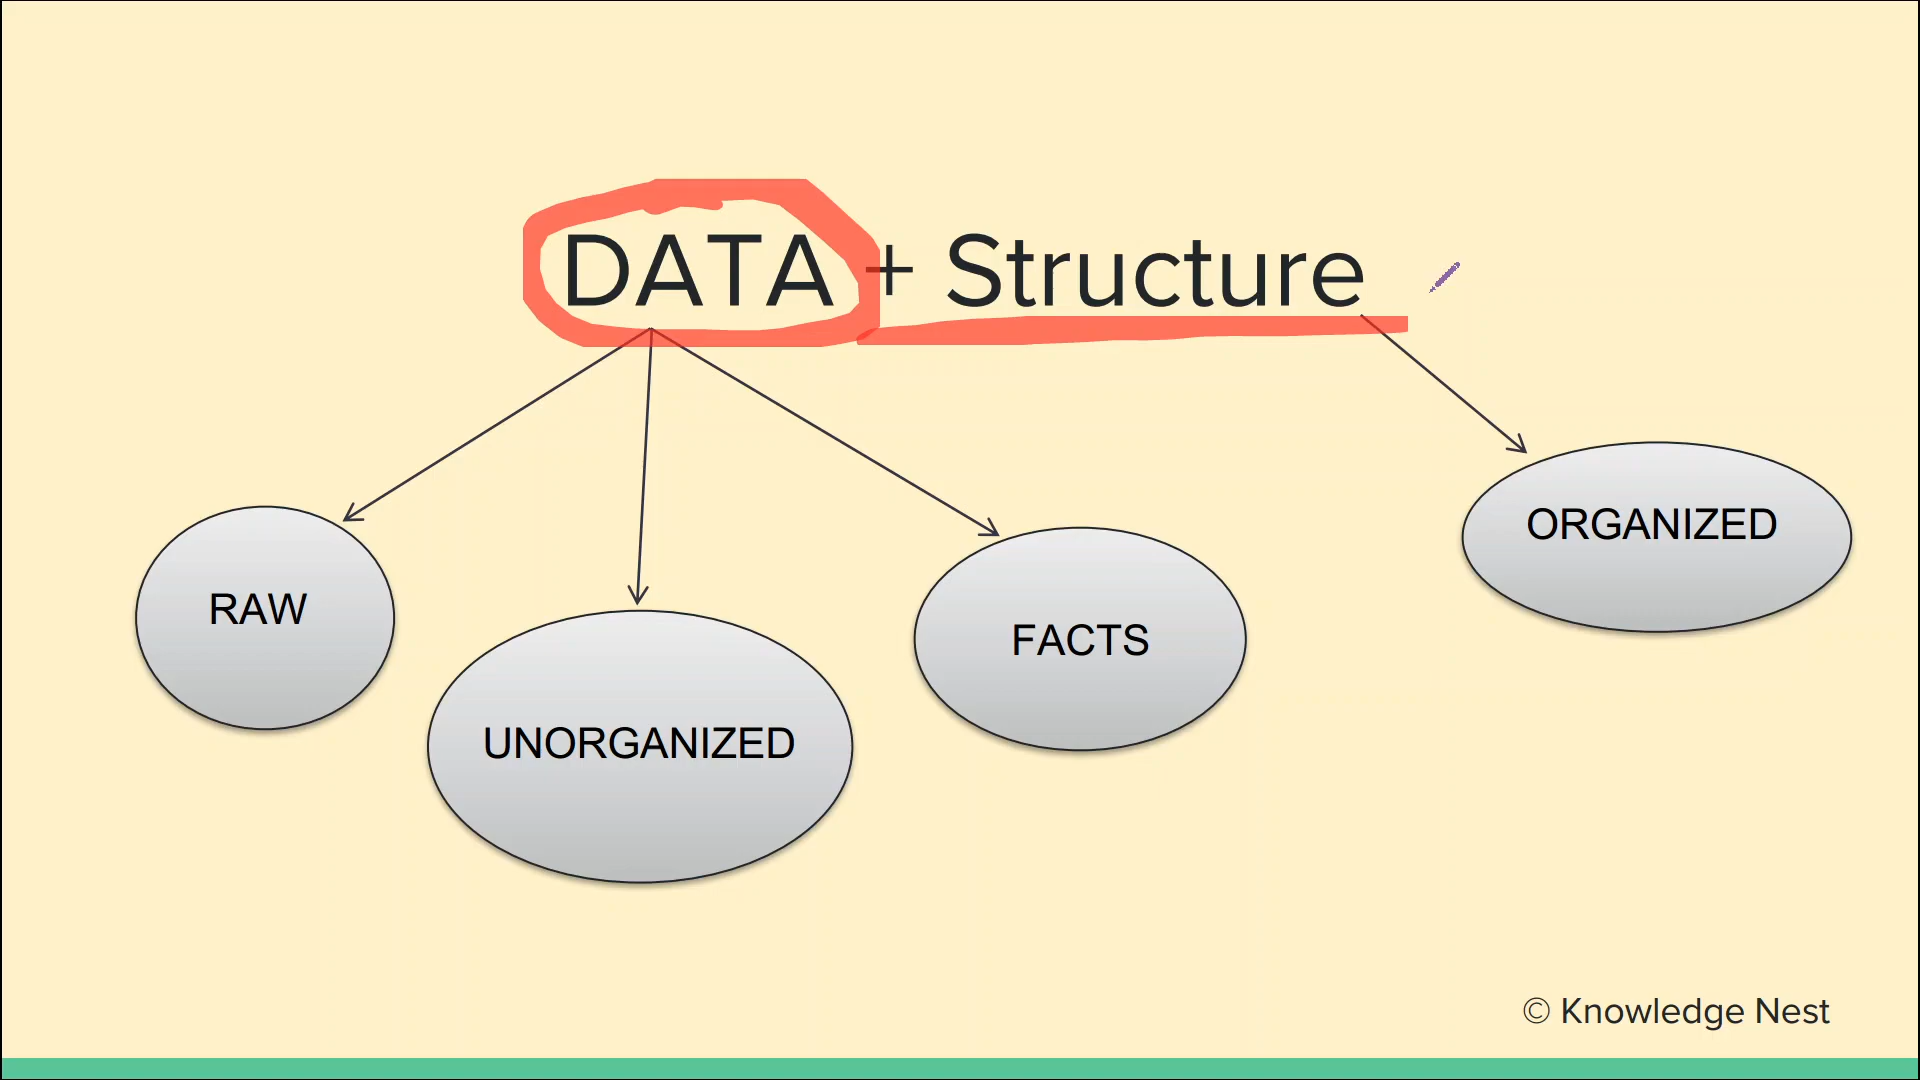 DATA + Structure
RAW
UNORGANIZED
FACTS
ORGANIZED
© Knowledge Nest